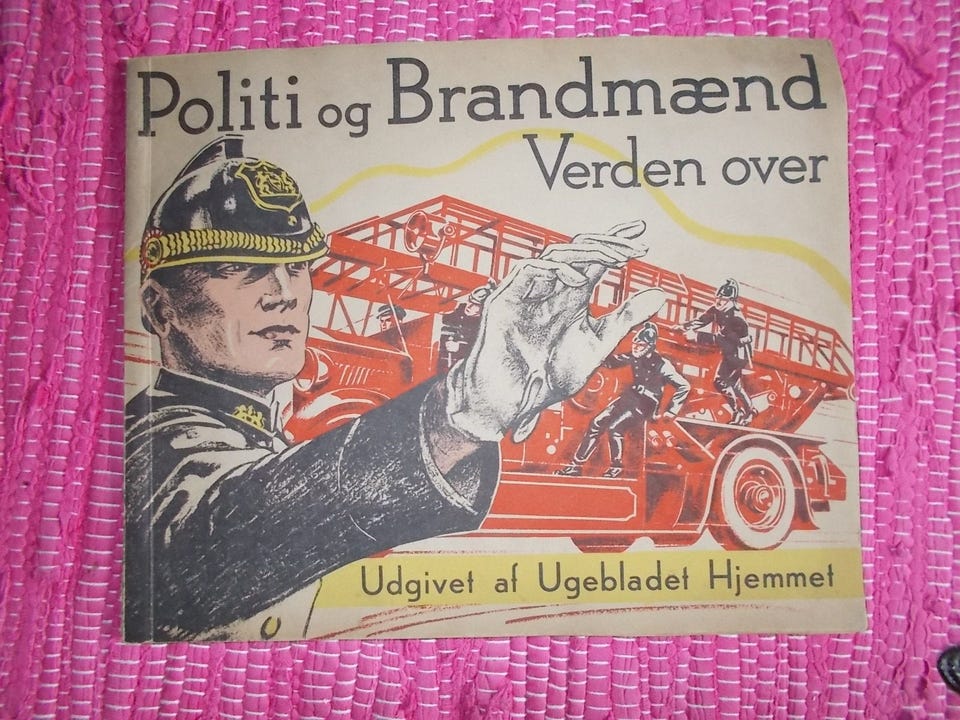 Politi og Brandmænd
Verden over
Udgivet af Ugebladet Hjemmet